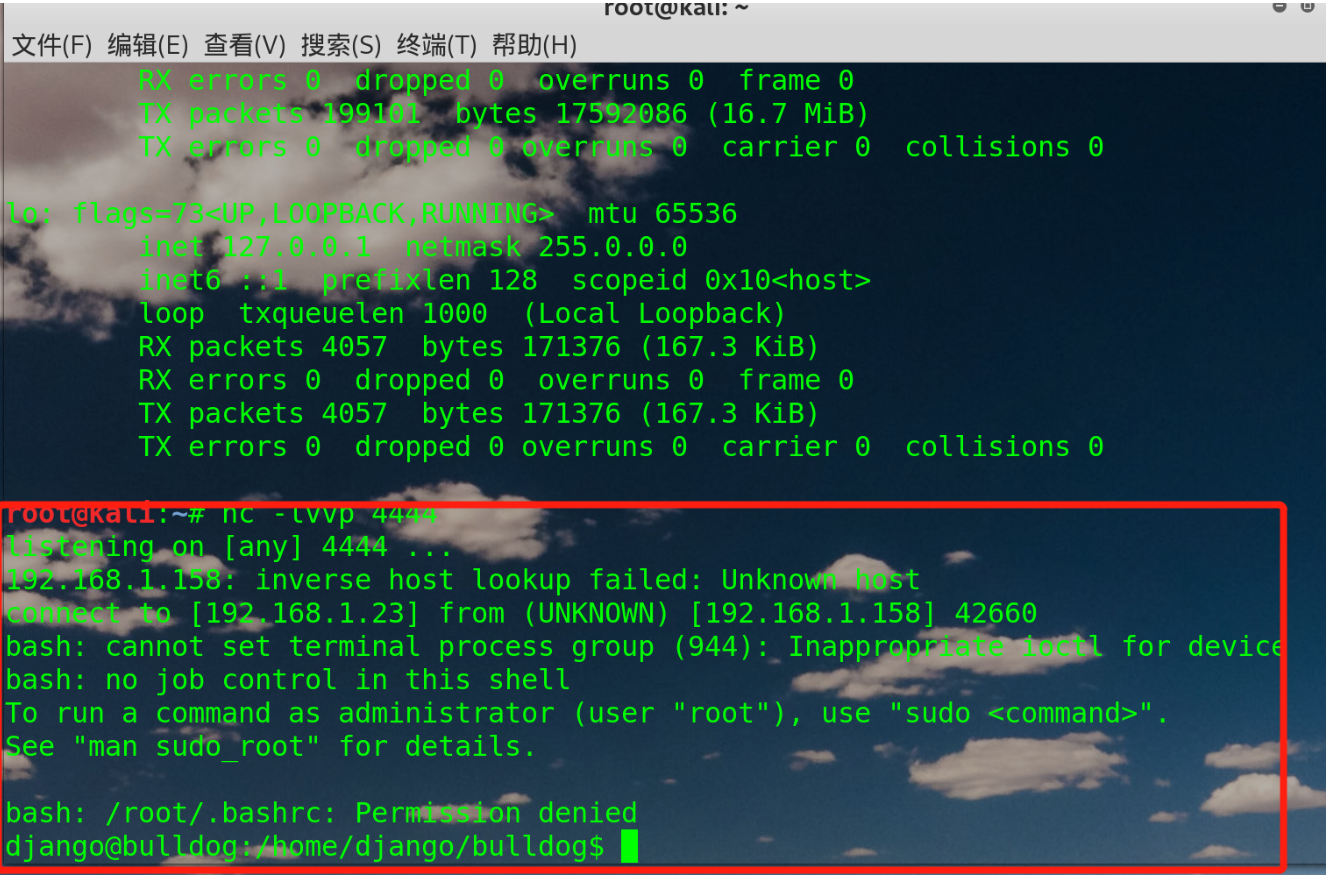 root@kali: ~
文件(F) 编辑(E) 查看(V) 搜索(S) 终端(T) 帮助(H)
RX errors 0  dropped 0  overruns 0  frame 0
TX packets 199101  bytes 17592086 (16.7 MiB)
TX errors 0  dropped 0 overruns 0  carrier 0  collisions 0
lo: flags=73<UP,LOOPBACK,RUNNING>  mtu 65536
inet 127.0.0.1  netmask 255.0.0.0
inet6 ::1  prefixlen 128  scopeid 0x10<host>
loop  txqueuelen 1000  (Local Loopback)
RX packets 4057  bytes 171376 (167.3 KiB)
RX errors 0  dropped 0  overruns 0  frame 0
TX packets 4057  bytes 171376 (167.3 KiB)
TX errors 0  dropped 0 overruns 0  carrier 0  collisions 0
root@kali:~# nc -lvvp 4444
listening on [any] 4444 ...
192.168.1.158: inverse host lookup failed: Unknown host
connect to [192.168.1.23] from (UNKNOWN) [192.168.1.158] 42660
bash: cannot set terminal process group (944): Inappropriate ioctl for device
bash: no job control in this shell
To run a command as administrator (user "root"), use "sudo <command>".
See "man sudo_root" for details.
bash: /root/.bashrc: Permission denied
django@bulldog:/home/django/bulldog$